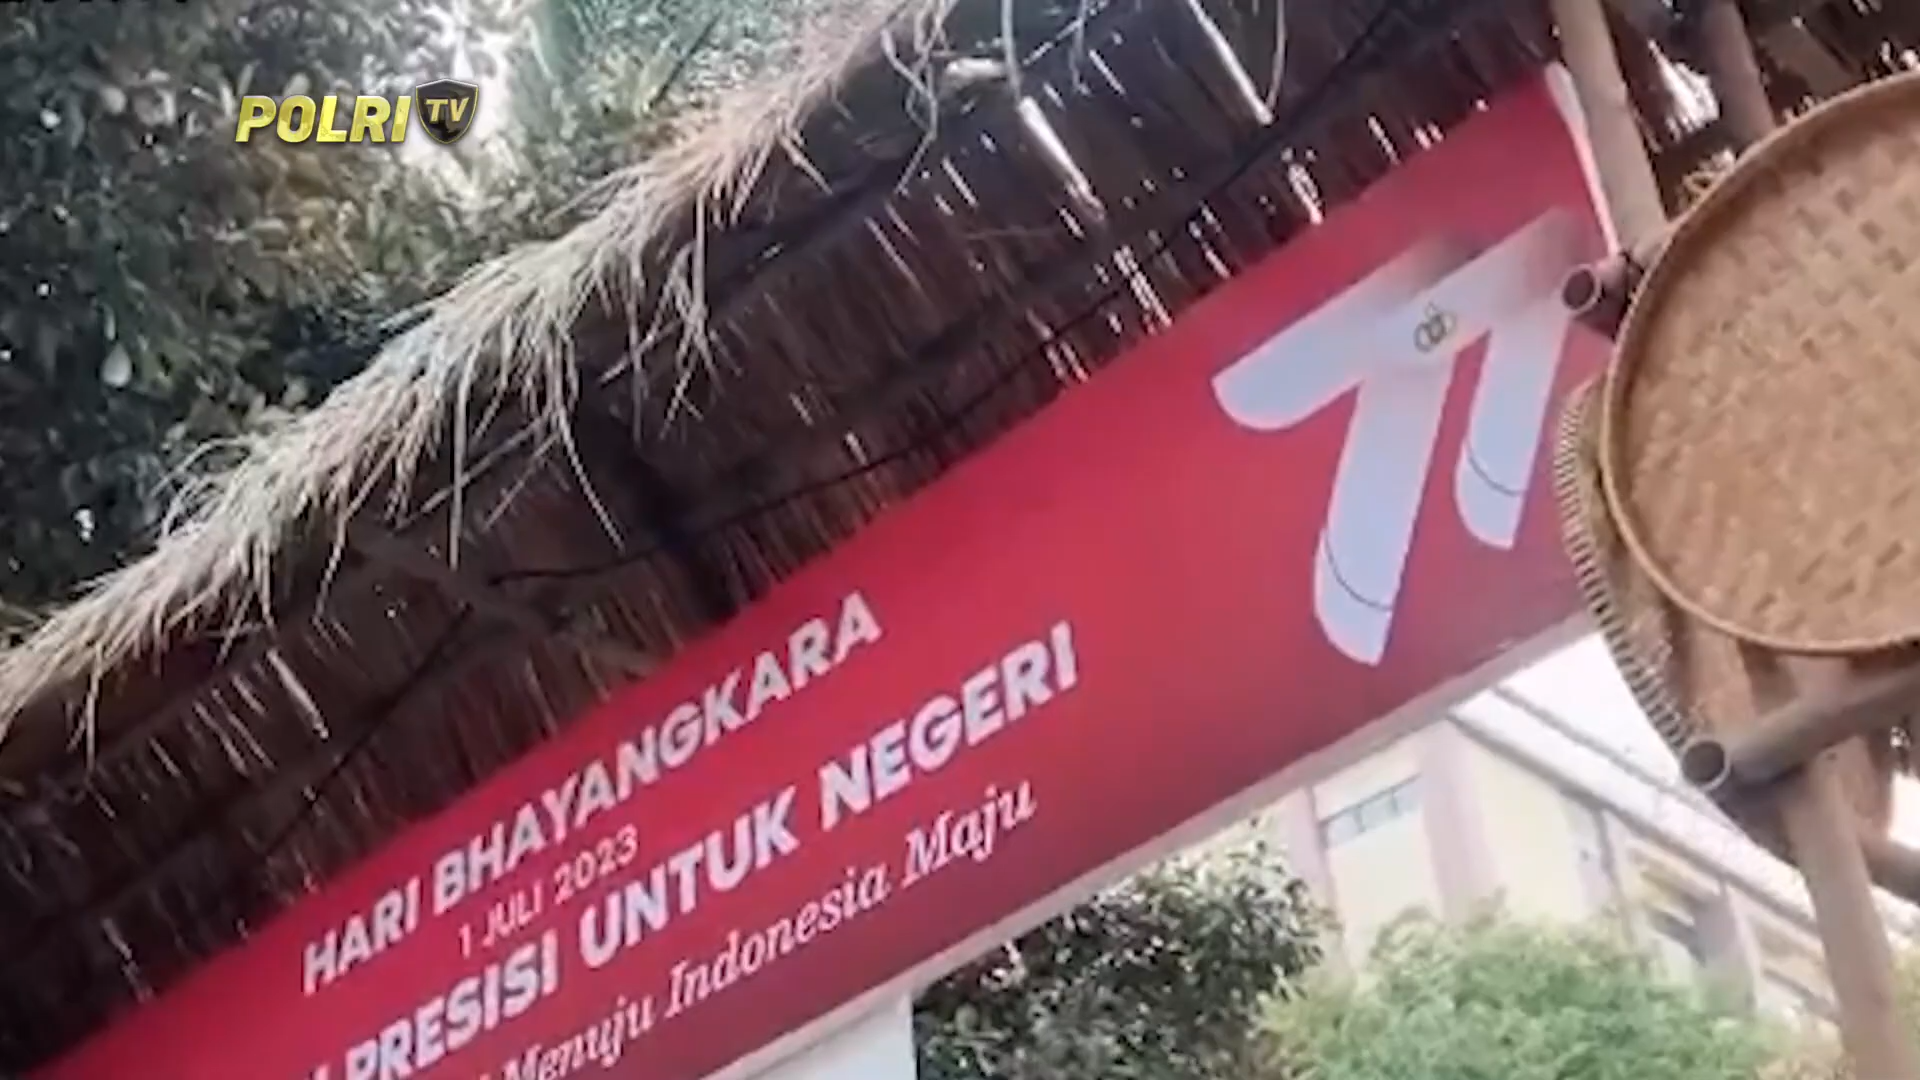 POLRI TV
77
HARI BHAYANGKARA
1 JULI 2023
PRESISI UNTUK NEGERI
Menuju Indonesia Maju